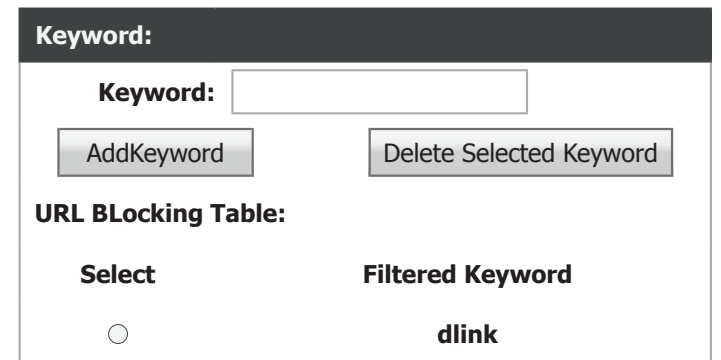 Keyword:
Keyword:
AddKeyword Delete Selected Keyword
URL BLocking Table:
Select Filtered Keyword
dlink